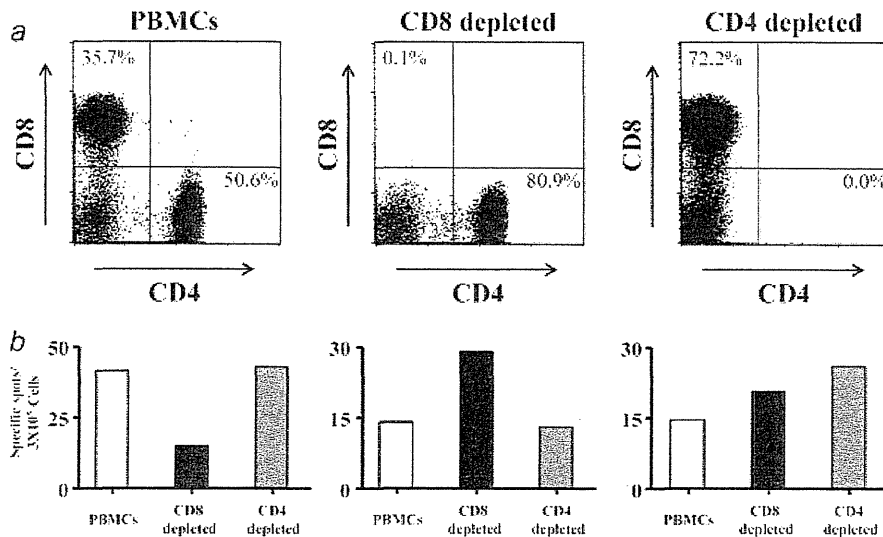 a
PBMCs
CD8 depleted
CD4 depleted
35.7%
0.1%
72.2%
CD8
CD8
CD8
50.6%
80.9%
0.0%
CD4
CD4
CD4
b
Specific spots/
3X10⁵ Cells
50
25
0
30
15
0
30
15
0
PBMCs
CD8
depleted
CD4
depleted
PBMCs
CD8
depleted
CD4
depleted
PBMCs
CD8
depleted
CD4
depleted